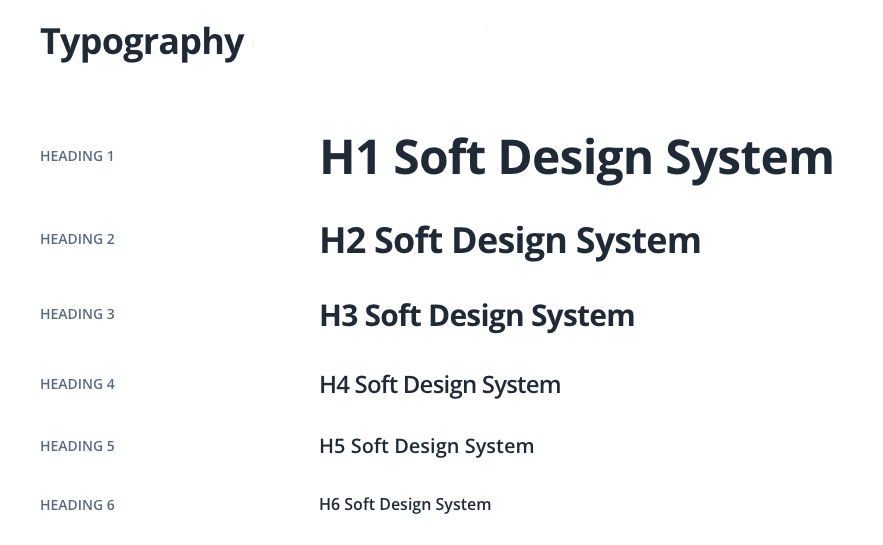 Typography
HEADING 1 H1 Soft Design System
HEADING 2 H2 Soft Design System
HEADING 3 H3 Soft Design System
HEADING 4 H4 Soft Design System
HEADING 5 H5 Soft Design System
HEADING 6 H6 Soft Design System